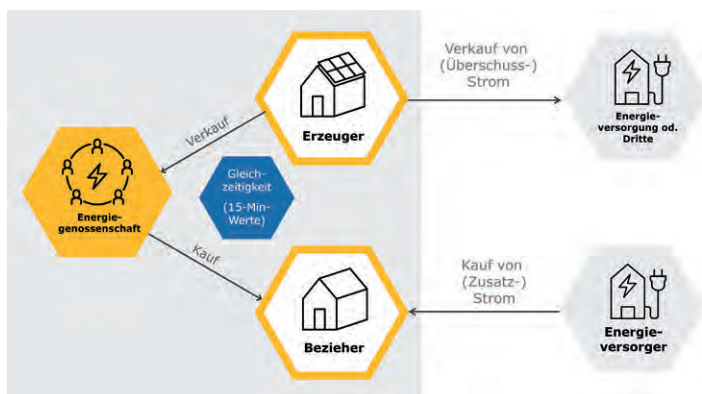 Verkauf von
(Überschuss-)
Strom
Erzeuger
Energie-
versorgung od.
Dritte
Verkauf
Gleich-
zeitigkeit
(15-Min-
Werte)
Energie-
genossenschaft
Kauf
Kauf von
(Zusatz-)
Strom
Bezieher
Energie-
versorger